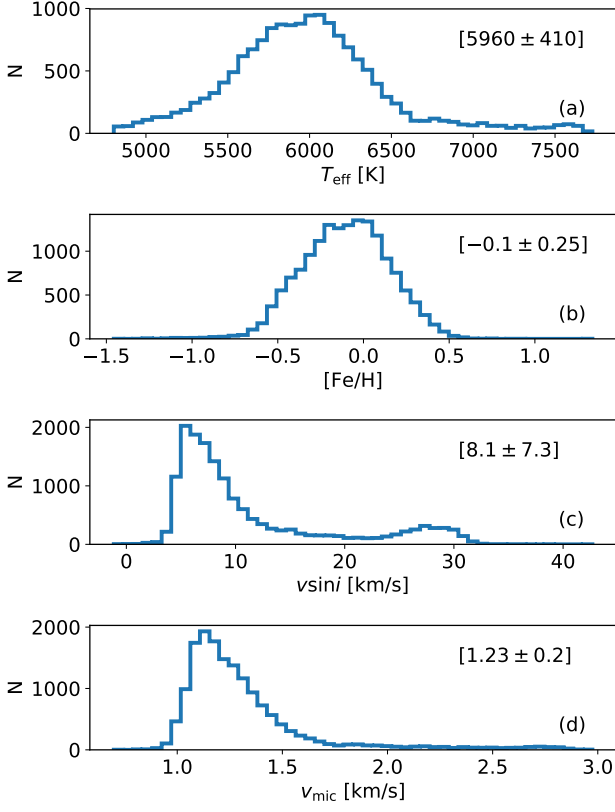 1000
[5960 ± 410]
N
500
(a)
0
5000 5500 6000 6500 7000 7500
T_eff [K]
1000
[−0.1 ± 0.25]
N
500
(b)
0
−1.5 −1.0 −0.5 0.0 0.5 1.0
[Fe/H]
2000
[8.1 ± 7.3]
N
1000
(c)
0
0 10 20 30 40
vsini [km/s]
2000
[1.23 ± 0.2]
N
1000
(d)
0
1.0 1.5 2.0 2.5 3.0
v_mic [km/s]